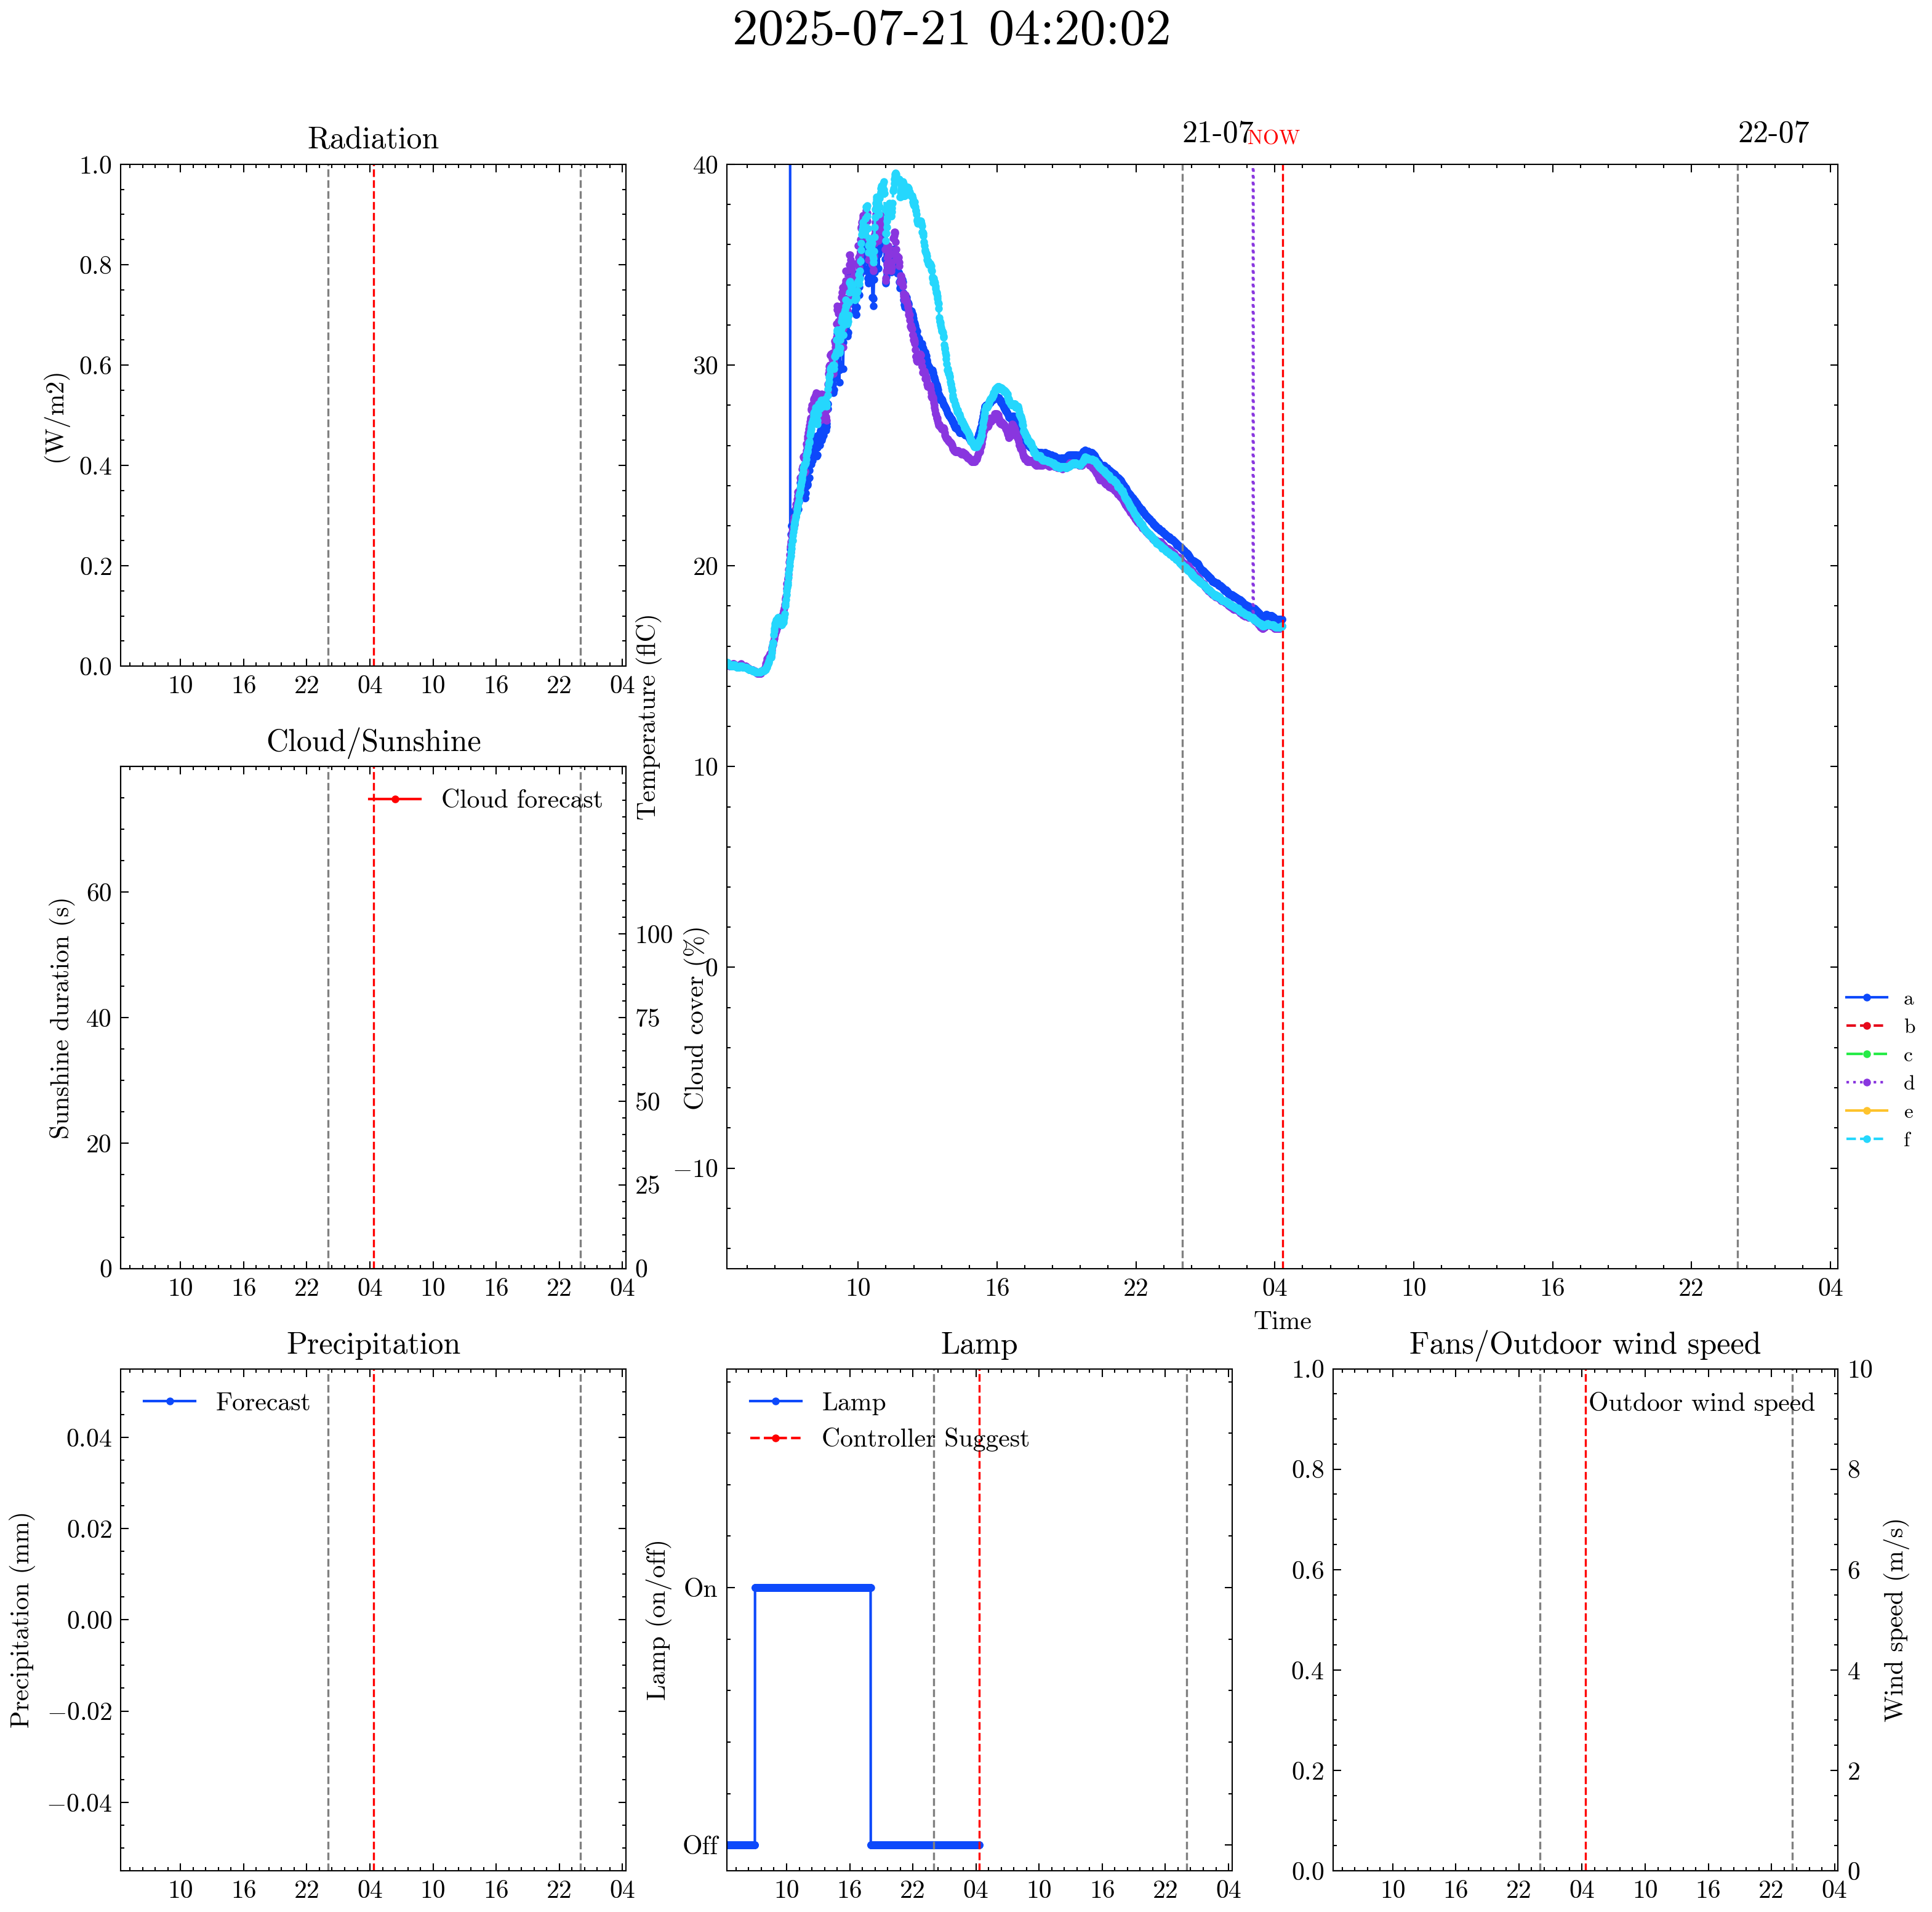 2025-07-21 04:20:02
Radiation
(W/m2)
1.0
0.8
0.6
0.4
0.2
0.0
10 16 22 04 10 16 22 04
21-07
NOW
22-07
Temperature (flC)
40
30
20
10
0
−10
10 16 22 04 10 16 22 04
Time
a
b
c
d
e
f
Cloud/Sunshine
Cloud forecast
Sunshine duration (s)
60
40
20
0
Cloud cover (%)
100
75
50
25
0
10 16 22 04 10 16 22 04
Precipitation
Forecast
Precipitation (mm)
0.04
0.02
0.00
−0.02
−0.04
10 16 22 04 10 16 22 04
Lamp
Lamp
Controller Suggest
Lamp (on/off)
On
Off
10 16 22 04 10 16 22 04
Fans/Outdoor wind speed
Outdoor wind speed
1.0
0.8
0.6
0.4
0.2
0.0
Wind speed (m/s)
10
8
6
4
2
0
10 16 22 04 10 16 22 04